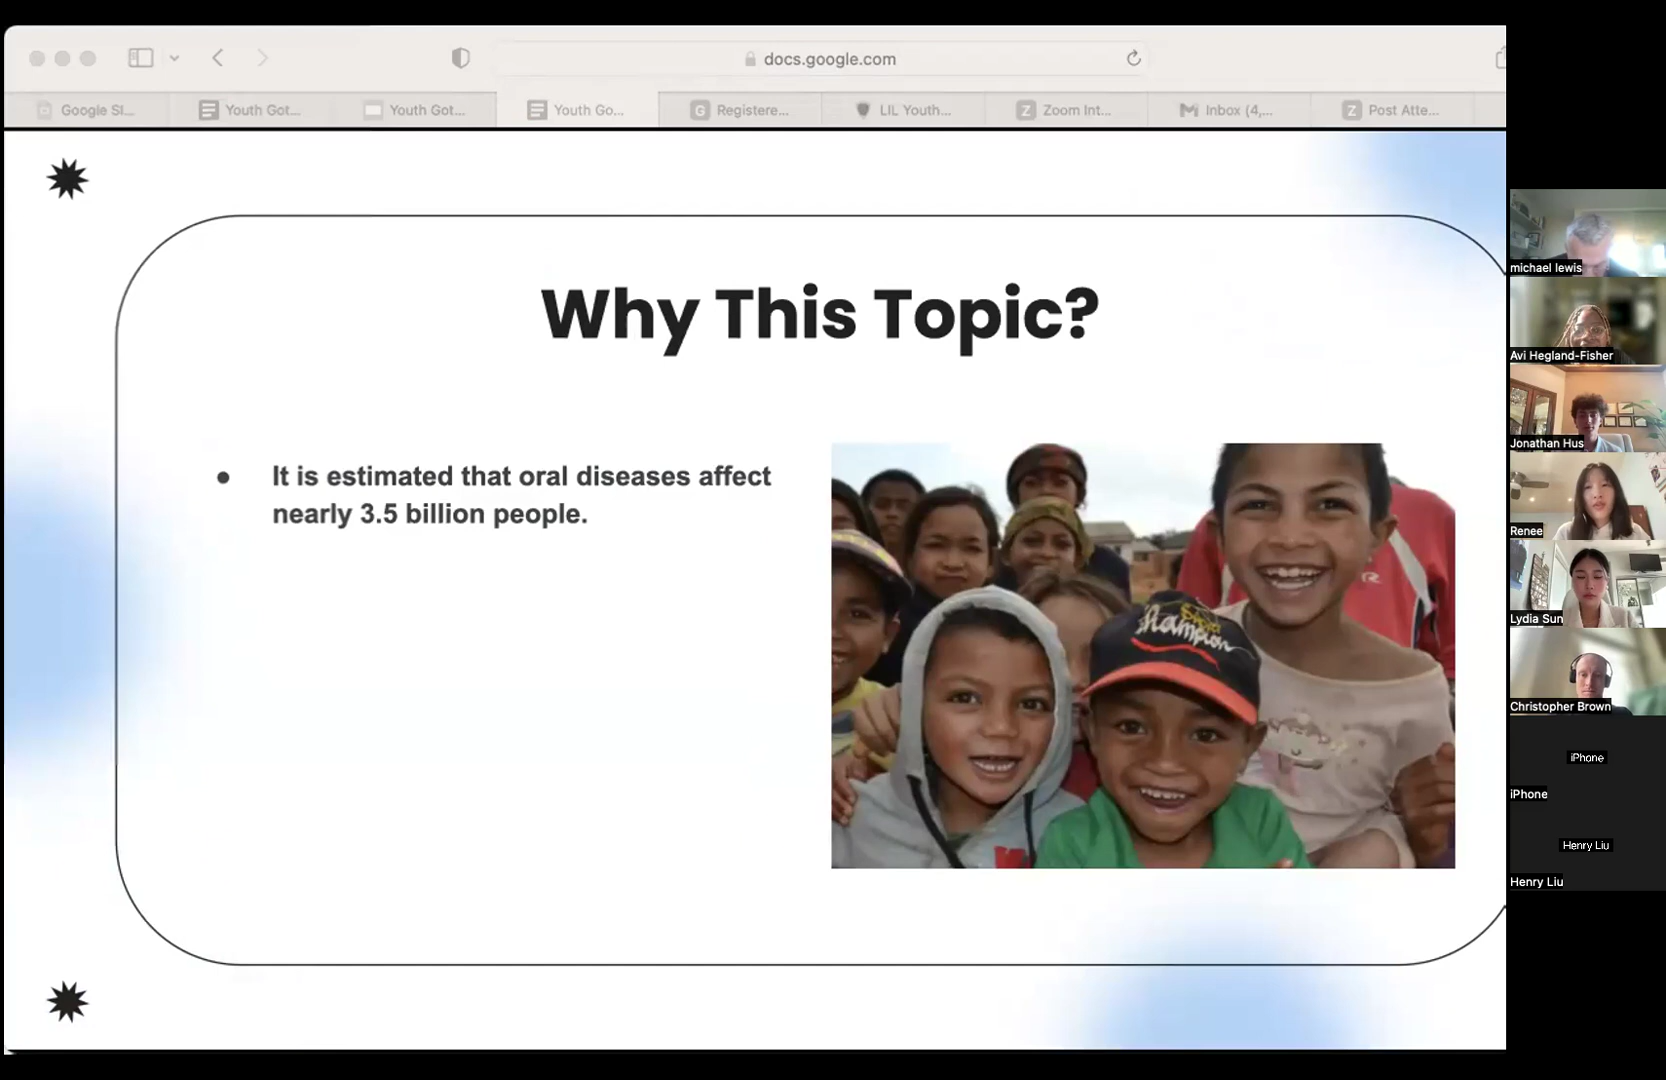 docs.google.com
Google Sl...
Youth Got...
Youth Got...
Youth Go...
Registere...
LIL Youth...
Zoom Int...
Inbox (4,...
Post Atte...
Why This Topic?
● It is estimated that oral diseases affect
nearly 3.5 billion people.
Champion
R
michael lewis
Avi Hegland-Fisher
Jonathan Hus
Renee
Lydia Sun
Christopher Brown
iPhone
iPhone
Henry Liu
Henry Liu